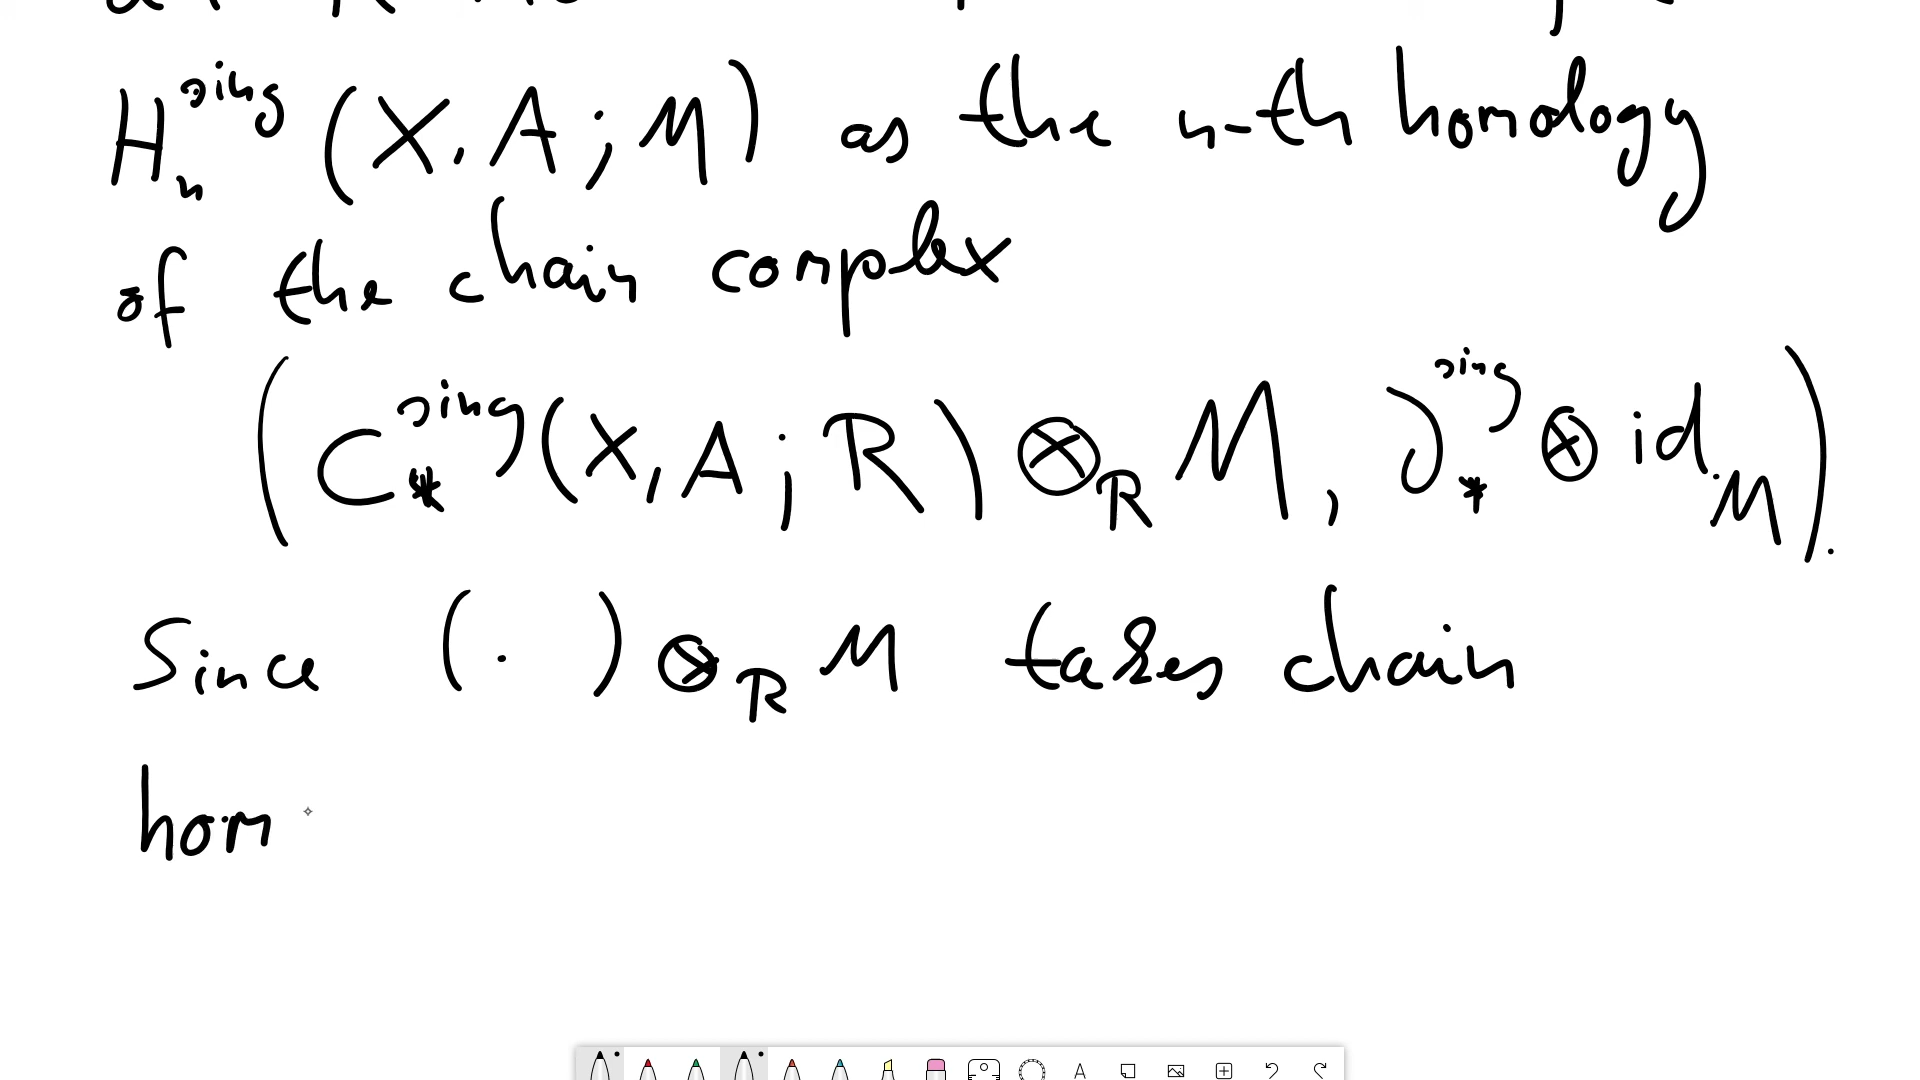 H_n^{sing} (X, A ; M) as the n-th homology
of the chain complex
( C_*^{sing} (X, A ; R) ⊗_R M , ∂_*^{sing} ⊗ id_M ) .
Since ( · ) ⊗_R M takes chain
hom